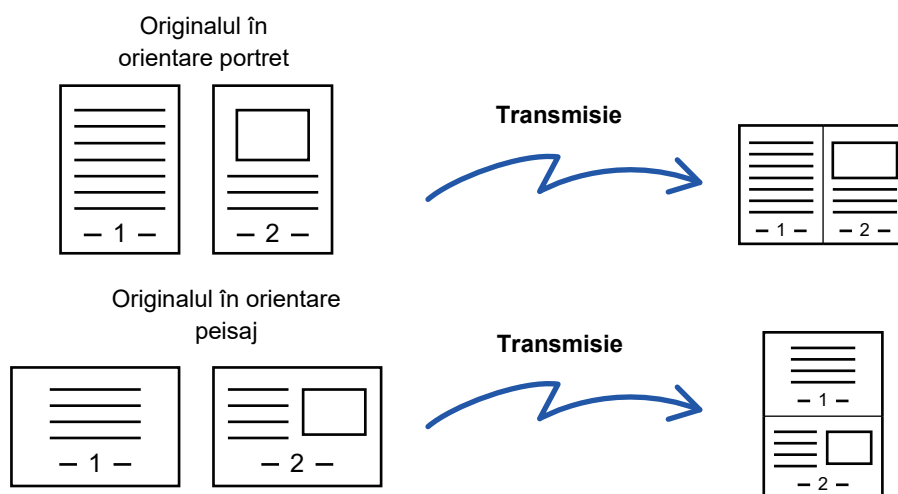 Originalul în
orientare portret
Transmisie
– 1 –
– 2 –
– 1 –
– 2 –
Originalul în orientare
peisaj
Transmisie
– 1 –
– 2 –
– 1 –
– 2 –